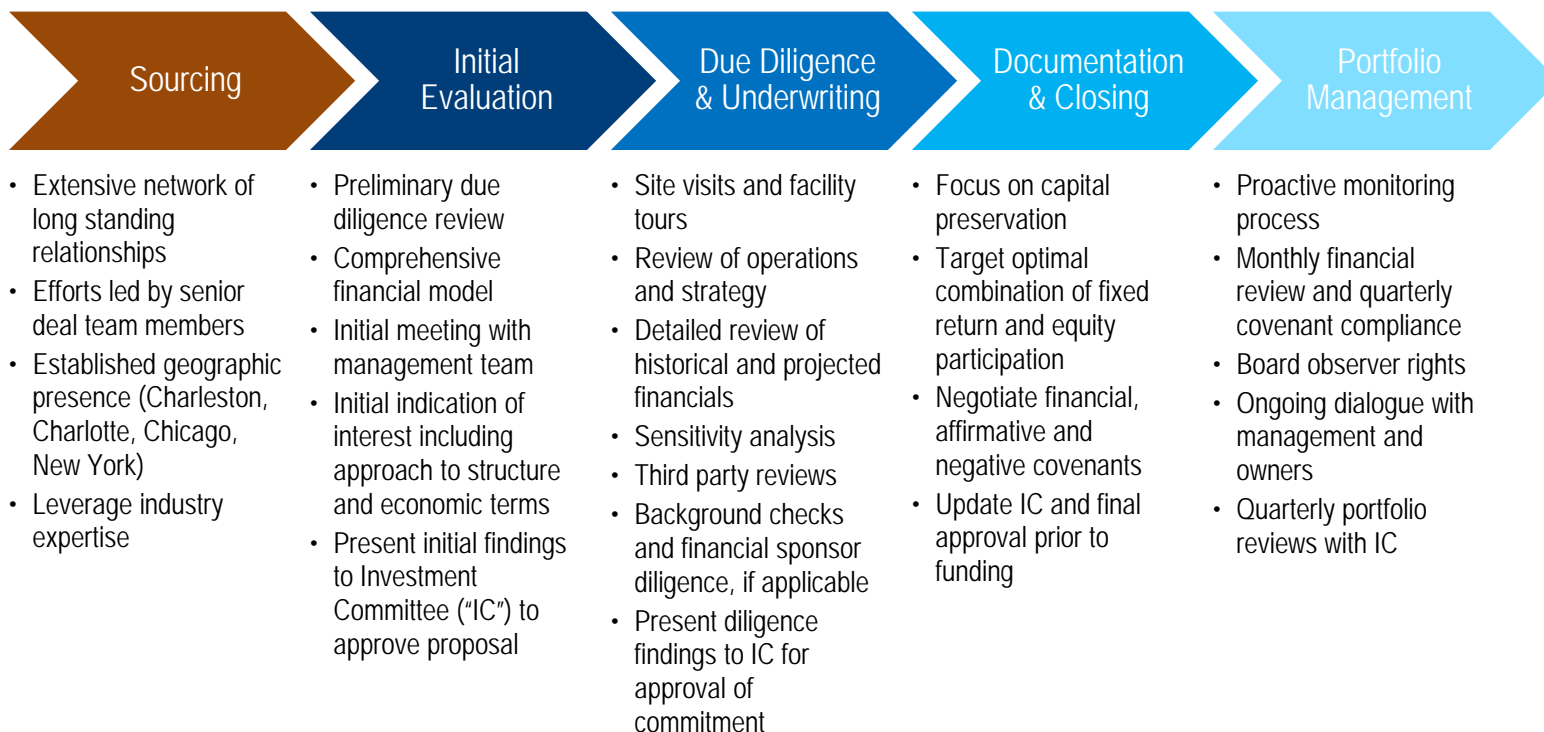 Sourcing
Initial
Evaluation
Due Diligence
& Underwriting
Documentation
& Closing
Portfolio
Management
• Extensive network of
long standing
relationships
• Efforts led by senior
deal team members
• Established geographic
presence (Charleston,
Charlotte, Chicago,
New York)
• Leverage industry
expertise
• Preliminary due
diligence review
• Comprehensive
financial model
• Initial meeting with
management team
• Initial indication of
interest including
approach to structure
and economic terms
• Present initial findings
to Investment
Committee (“IC”) to
approve proposal
• Site visits and facility
tours
• Review of operations
and strategy
• Detailed review of
historical and projected
financials
• Sensitivity analysis
• Third party reviews
• Background checks
and financial sponsor
diligence, if applicable
• Present diligence
findings to IC for
approval of
commitment
• Focus on capital
preservation
• Target optimal
combination of fixed
return and equity
participation
• Negotiate financial,
affirmative and
negative covenants
• Update IC and final
approval prior to
funding
• Proactive monitoring
process
• Monthly financial
review and quarterly
covenant compliance
• Board observer rights
• Ongoing dialogue with
management and
owners
• Quarterly portfolio
reviews with IC